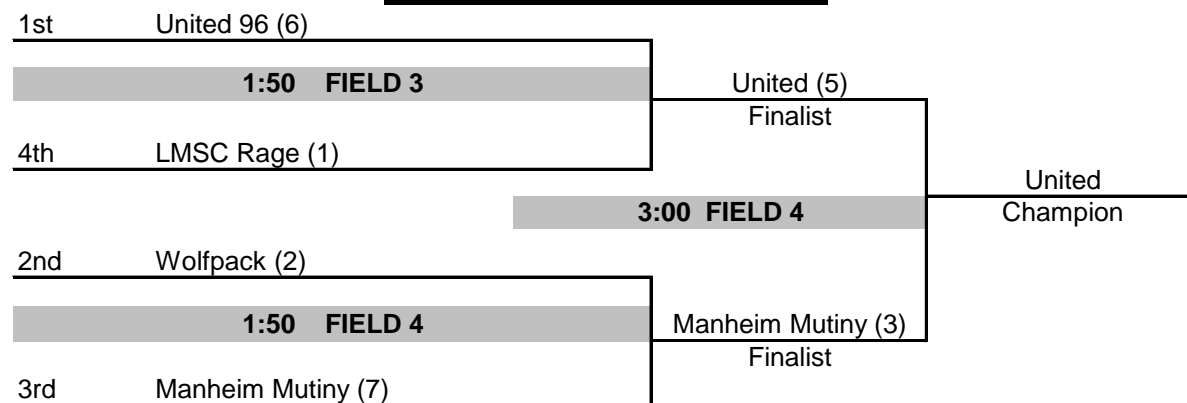 1st United 96 (6)
1:50 FIELD 3
United (5)
Finalist
4th LMSC Rage (1)
United
3:00 FIELD 4
Champion
2nd Wolfpack (2)
1:50 FIELD 4
Manheim Mutiny (3)
Finalist
3rd Manheim Mutiny (7)